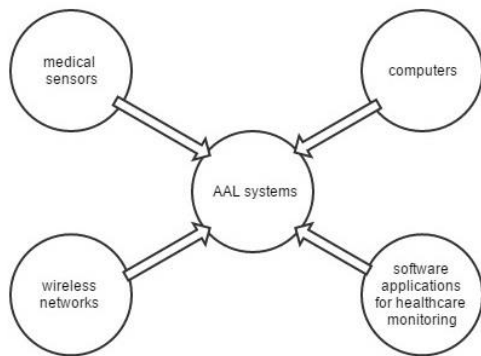 medical
sensors
computers
AAL systems
wireless
networks
software
applications
for healthcare
monitoring